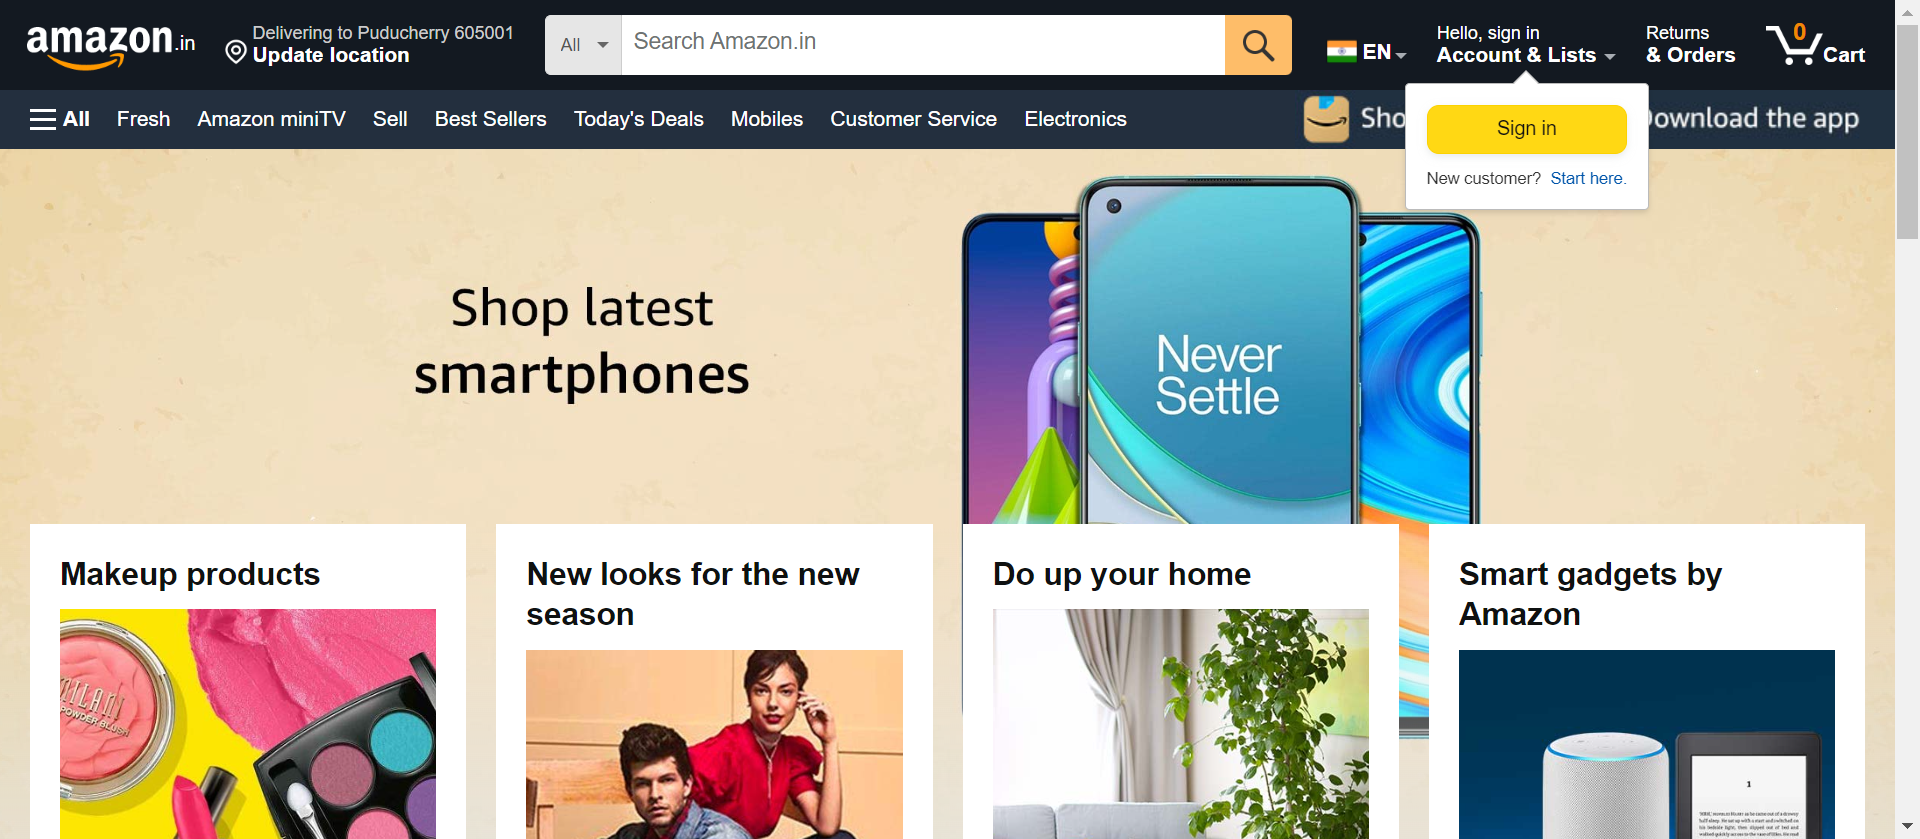 amazon.in
Delivering to Puducherry 605001
Update location
All
Search Amazon.in
EN
Hello, sign in
Account & Lists
Returns
& Orders
0
Cart
All
Fresh
Amazon miniTV
Sell
Best Sellers
Today's Deals
Mobiles
Customer Service
Electronics
Sho
ownload the app
Sign in
New customer? Start here.
Shop latest
smartphones
Never
Settle
Makeup products
New looks for the new
season
Do up your home
Smart gadgets by
Amazon
MILANI
POWDER BLUSH
1